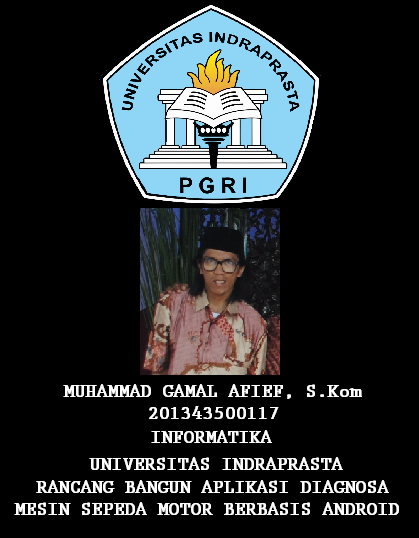 UNIVERSITAS INDRAPRASTA
PGRI
MUHAMMAD GAMAL AFIEF, S.Kom
201343500117
INFORMATIKA
UNIVERSITAS INDRAPRASTA
RANCANG BANGUN APLIKASI DIAGNOSA
MESIN SEPEDA MOTOR BERBASIS ANDROID